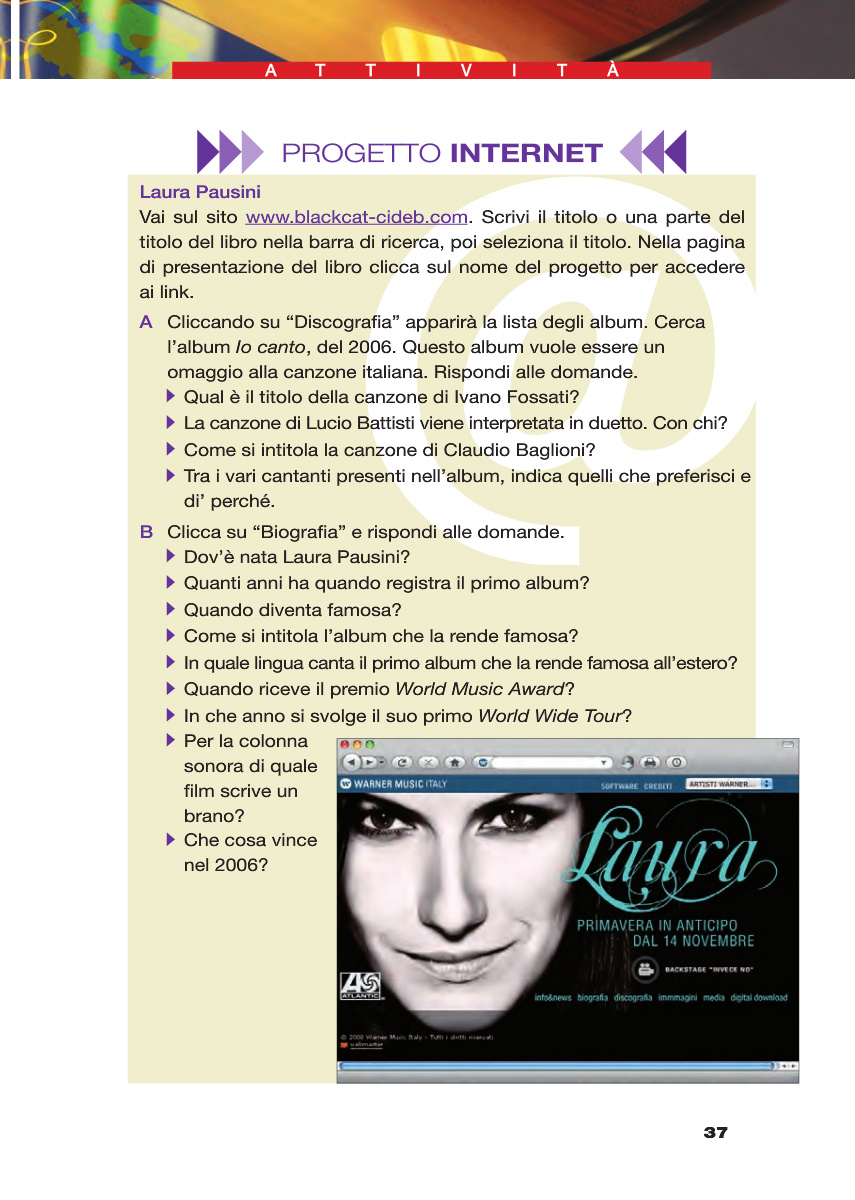 ATTIVITÀ
PROGETTO INTERNET
Laura Pausini
Vai sul sito www.blackcat-cideb.com. Scrivi il titolo o una parte del
titolo del libro nella barra di ricerca, poi seleziona il titolo. Nella pagina
di presentazione del libro clicca sul nome del progetto per accedere
ai link.
A Cliccando su “Discografia” apparirà la lista degli album. Cerca
l’album Io canto, del 2006. Questo album vuole essere un
omaggio alla canzone italiana. Rispondi alle domande.
Qual è il titolo della canzone di Ivano Fossati?
La canzone di Lucio Battisti viene interpretata in duetto. Con chi?
Come si intitola la canzone di Claudio Baglioni?
Tra i vari cantanti presenti nell’album, indica quelli che preferisci e
di’ perché.
B Clicca su “Biografia” e rispondi alle domande.
Dov’è nata Laura Pausini?
Quanti anni ha quando registra il primo album?
Quando diventa famosa?
Come si intitola l’album che la rende famosa?
In quale lingua canta il primo album che la rende famosa all’estero?
Quando riceve il premio World Music Award?
In che anno si svolge il suo primo World Wide Tour?
Per la colonna
sonora di quale
film scrive un
brano?
Che cosa vince
nel 2006?
WARNER MUSIC ITALY
SOFTWARE CREDITI ARTISTI WARNER...
Laura
PRIMAVERA IN ANTICIPO
DAL 14 NOVEMBRE
BACKSTAGE "INVECE NO"
ATLANTIC
info&news biografia discografia immmagini media digital download
© 2008 Warner Music Italy - Tutti i diritti riservati
webmaster
37